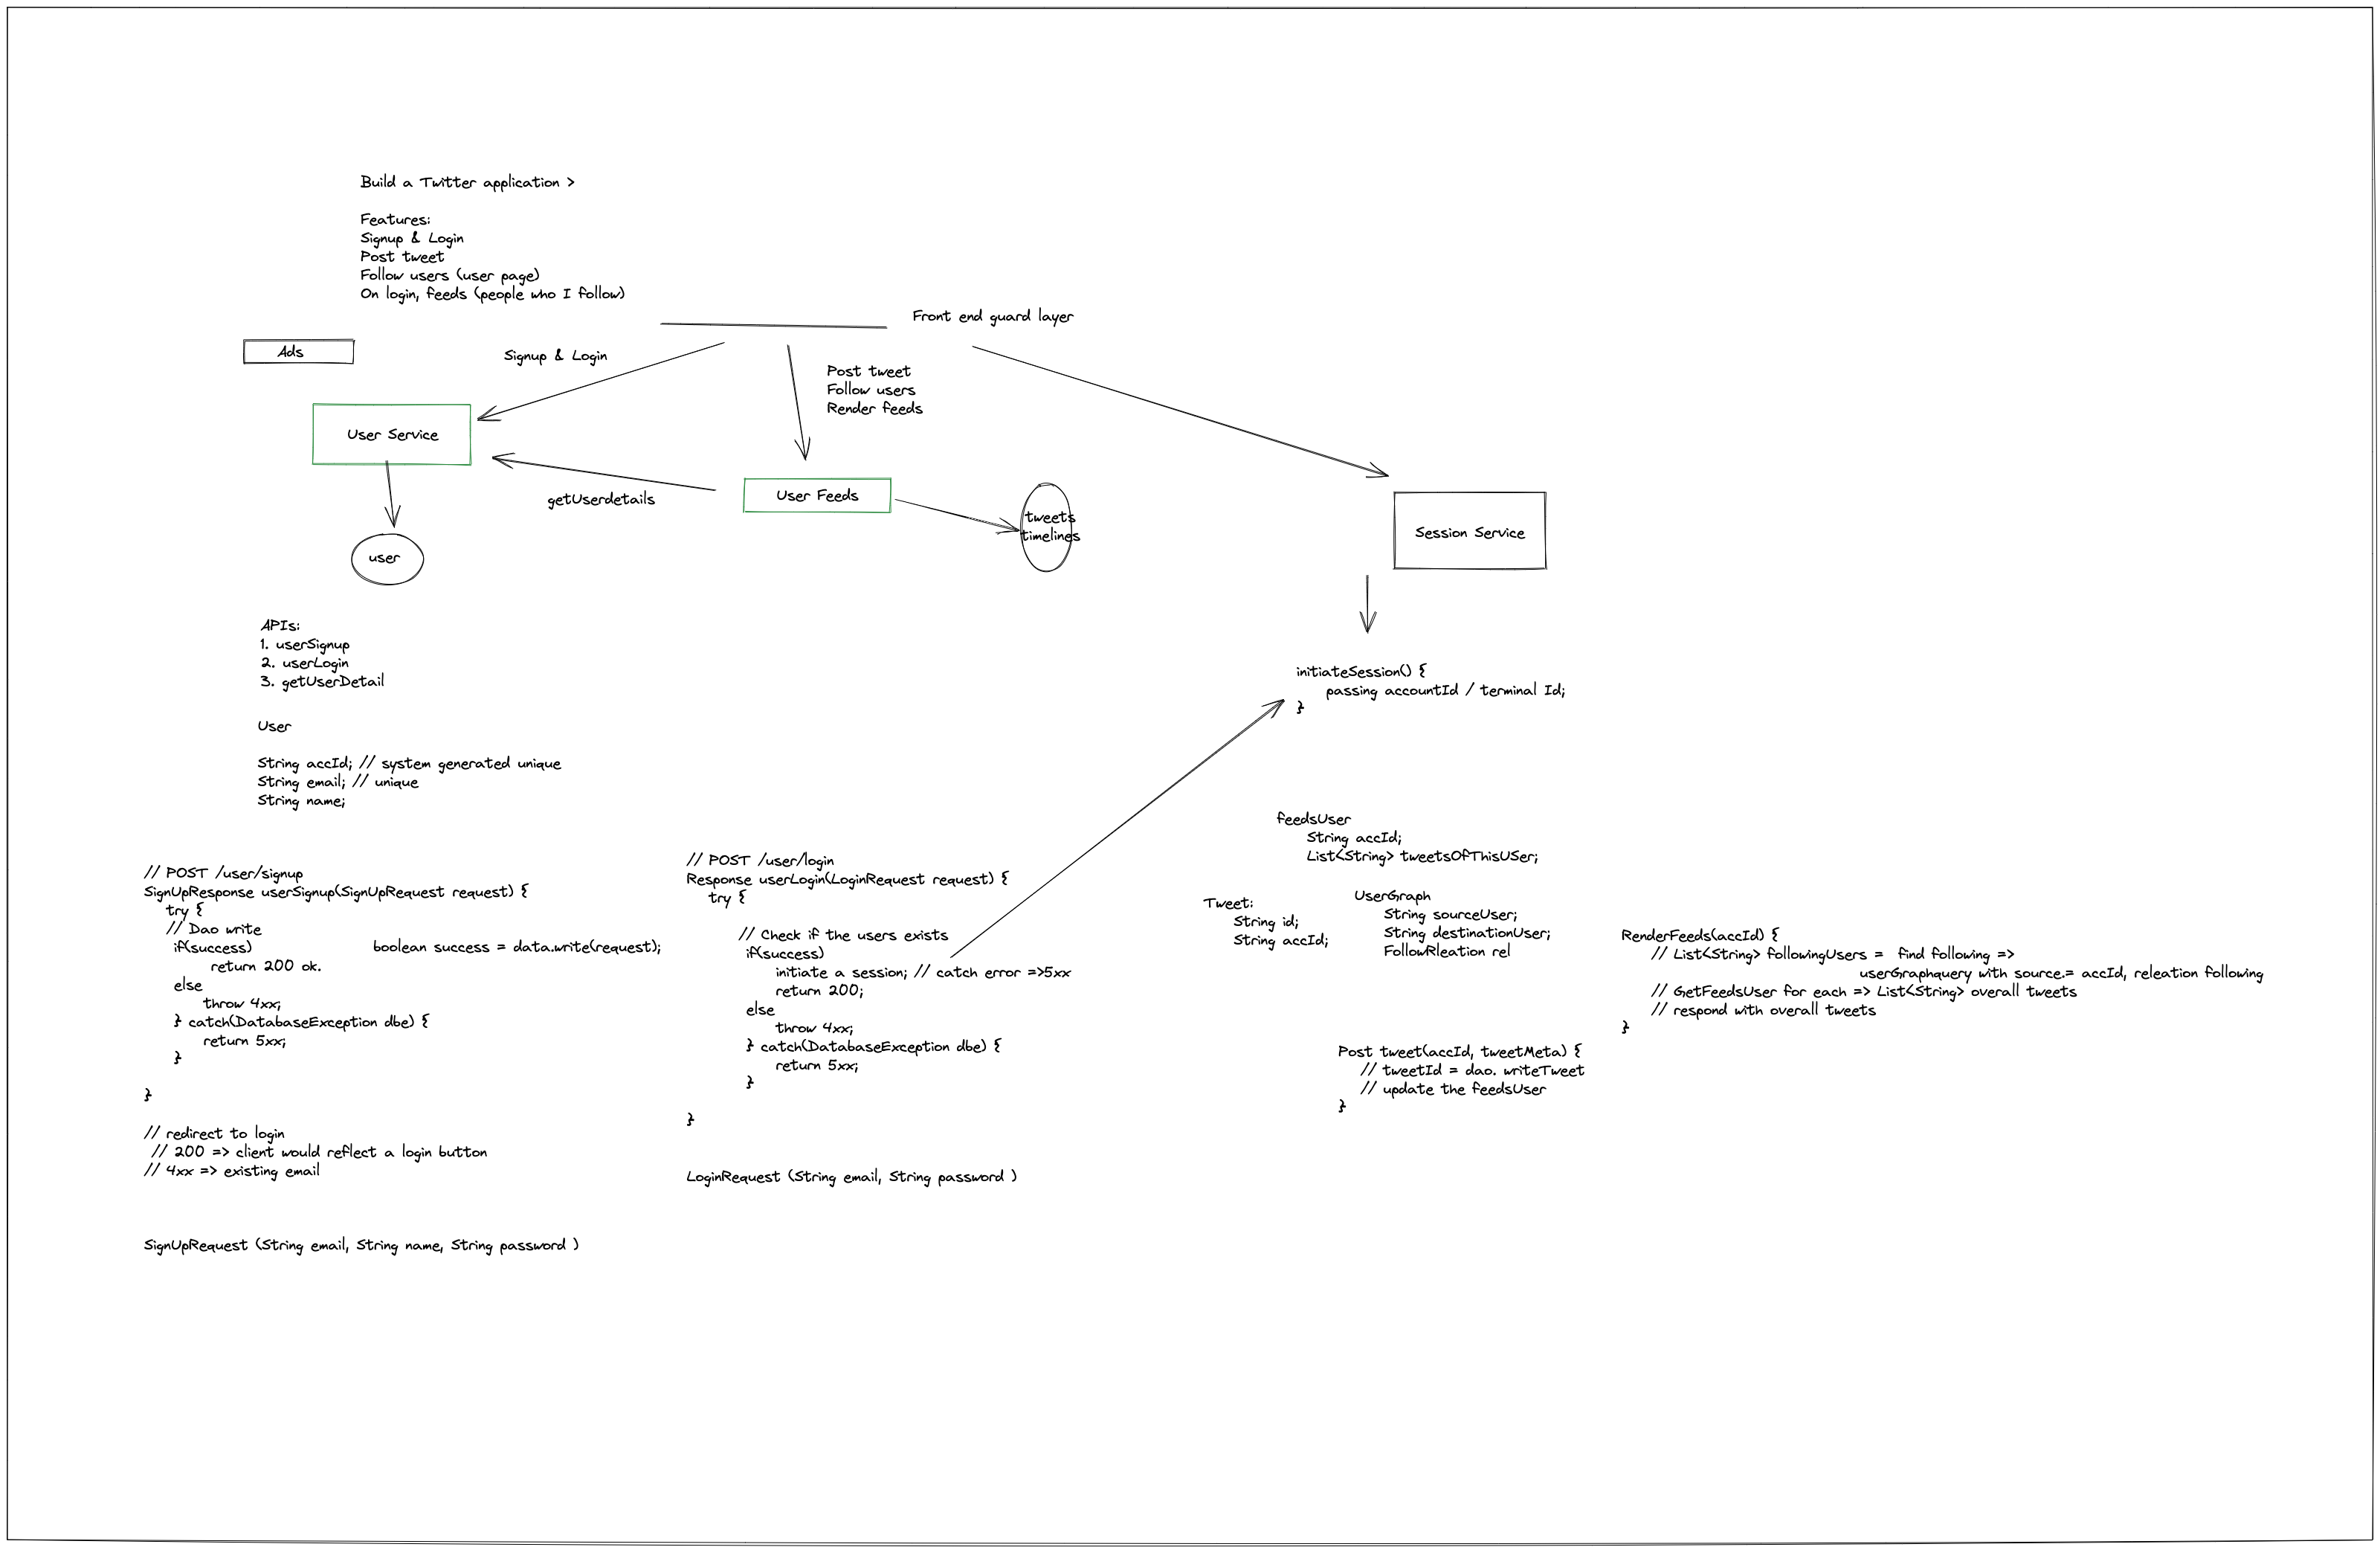 Build a Twitter application >
Features:
Signup & Login
Post tweet
Follow users (user page)
On login, feeds (people who I follow)
Front end guard layer
Ads
Signup & Login
Post tweet
Follow users
Render feeds
User Service
getUserdetails
User Feeds
tweets
timelines
Session Service
user
APIs:
1. userSignup
2. userLogin
3. getUserDetail
User
String accId; // system generated unique
String email; // unique
String name;
initiateSession() {
passing accountId / terminal Id;
}
// POST /user/signup
SignUpResponse userSignup(SignUpRequest request) {
try {
// Dao write
if(success)
boolean success = data.write(request);
return 200 ok.
else
throw 4xx;
} catch(DatabaseException dbe) {
return 5xx;
}
}
// redirect to login
// 200 => client would reflect a login button
// 4xx => existing email
SignUpRequest (String email, String name, String password )
// POST /user/login
Response userLogin(LoginRequest request) {
try {
// Check if the users exists
if(success)
initiate a session; // catch error =>5xx
return 200;
else
throw 4xx;
} catch(DatabaseException dbe) {
return 5xx;
}
}
LoginRequest (String email, String password )
feedsUser
String accId;
List<String> tweetsOfThisUSer;
Tweet:
String id;
String accId;
UserGraph
String sourceUser;
String destinationUser;
FollowRleation rel
RenderFeeds(accId) {
// List<String> followingUsers = find following =>
userGraphquery with source.= accId, releation following
// GetFeedsUser for each => List<String> overall tweets
// respond with overall tweets
}
Post tweet(accId, tweetMeta) {
// tweetId = dao. writeTweet
// update the feedsUser
}